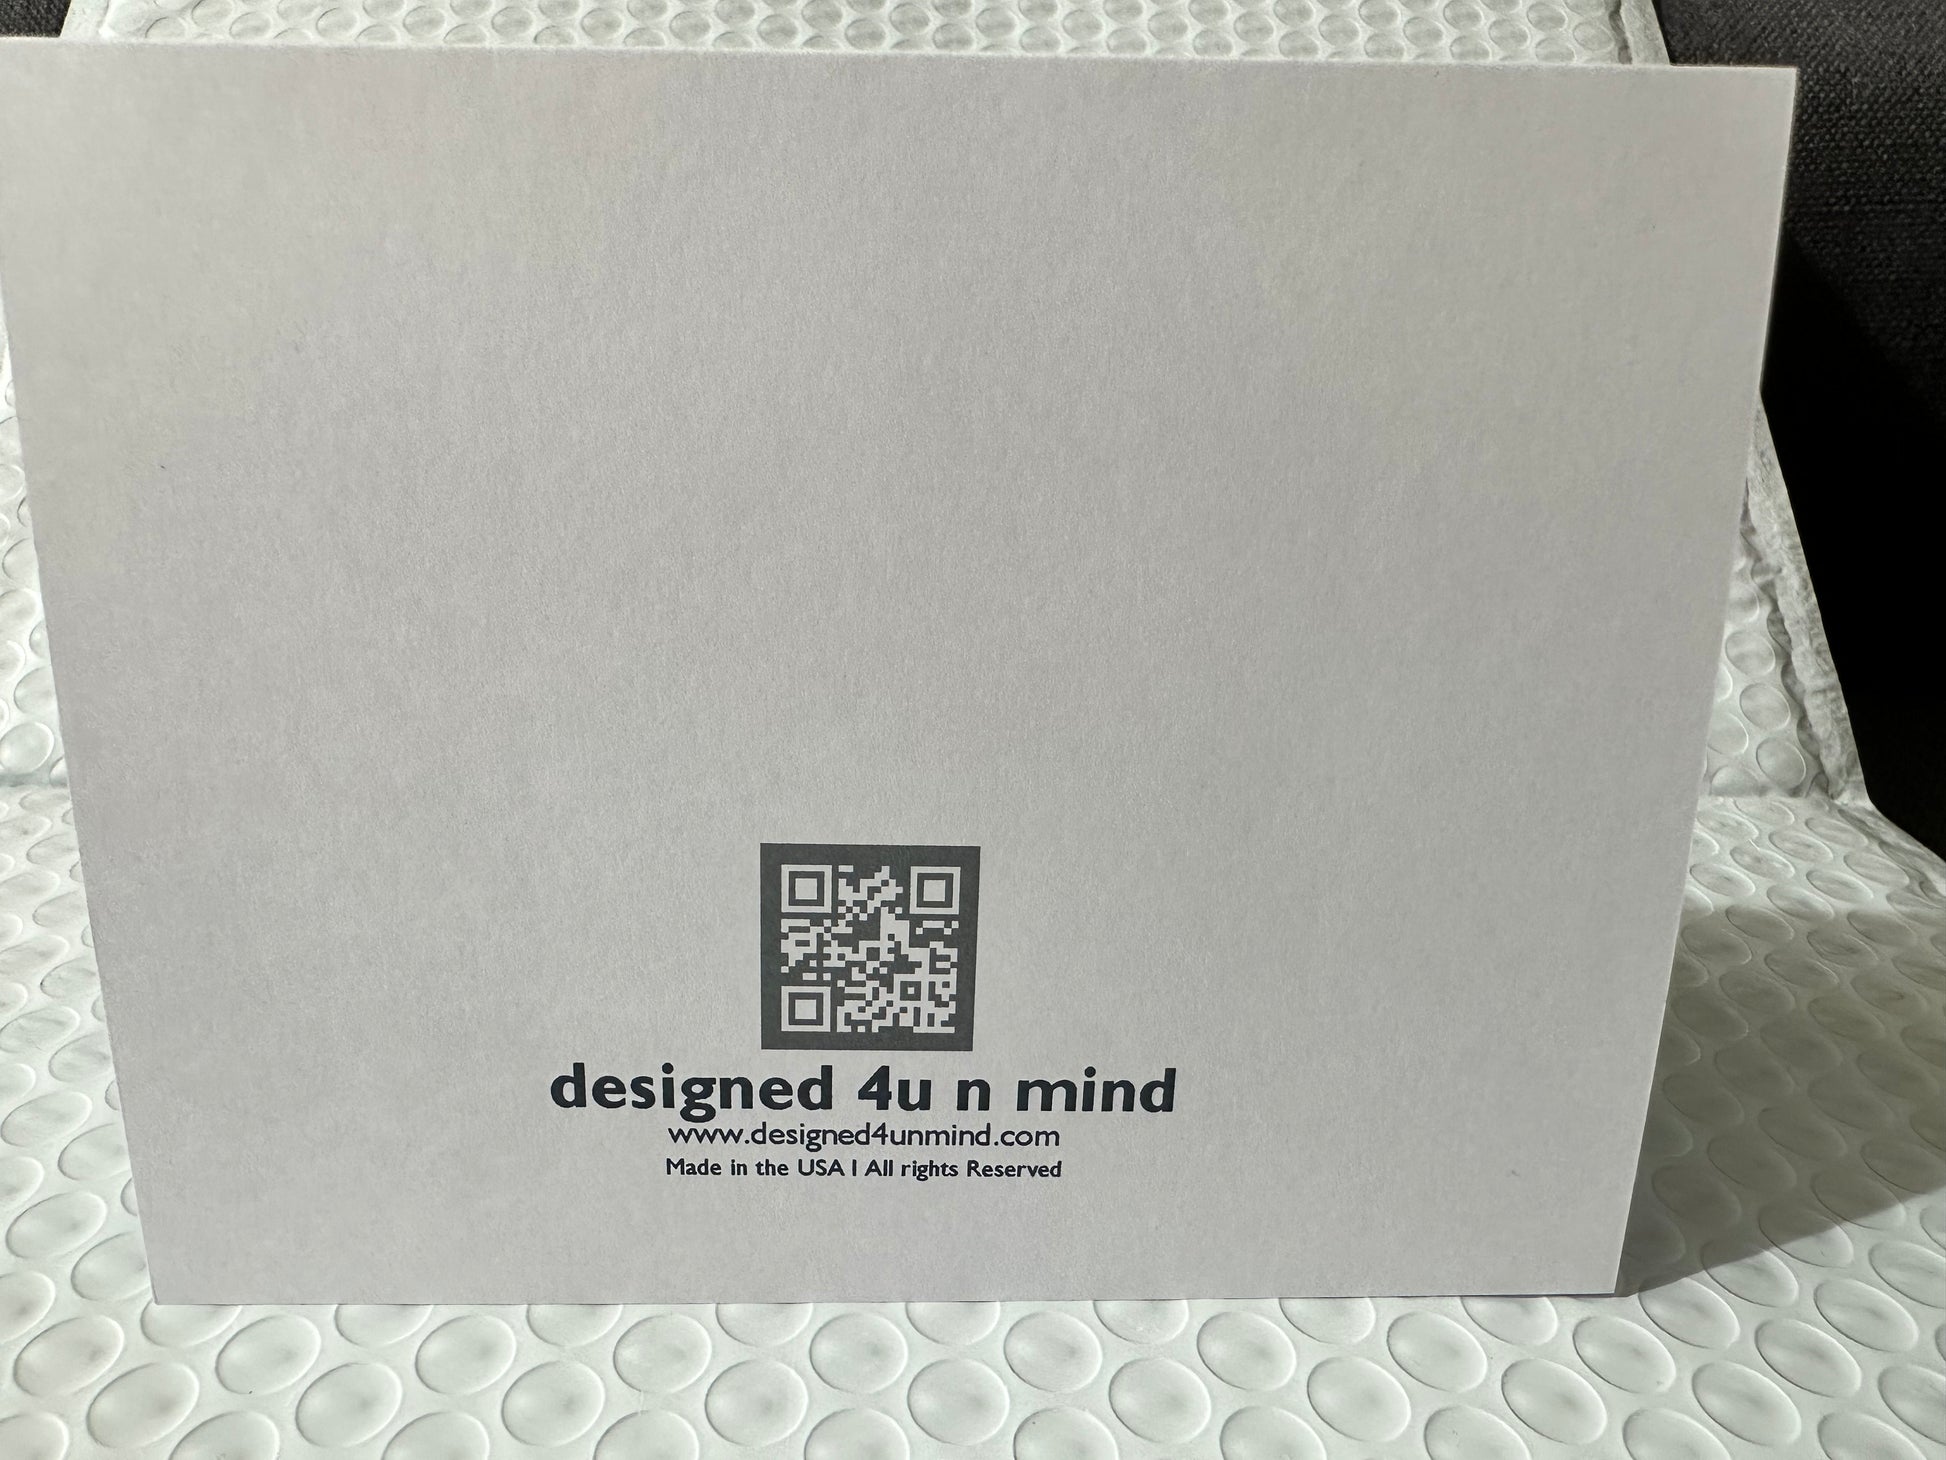 designed 4u n mind
www.designed4unmind.com
Made in the USA I All rights Reserved